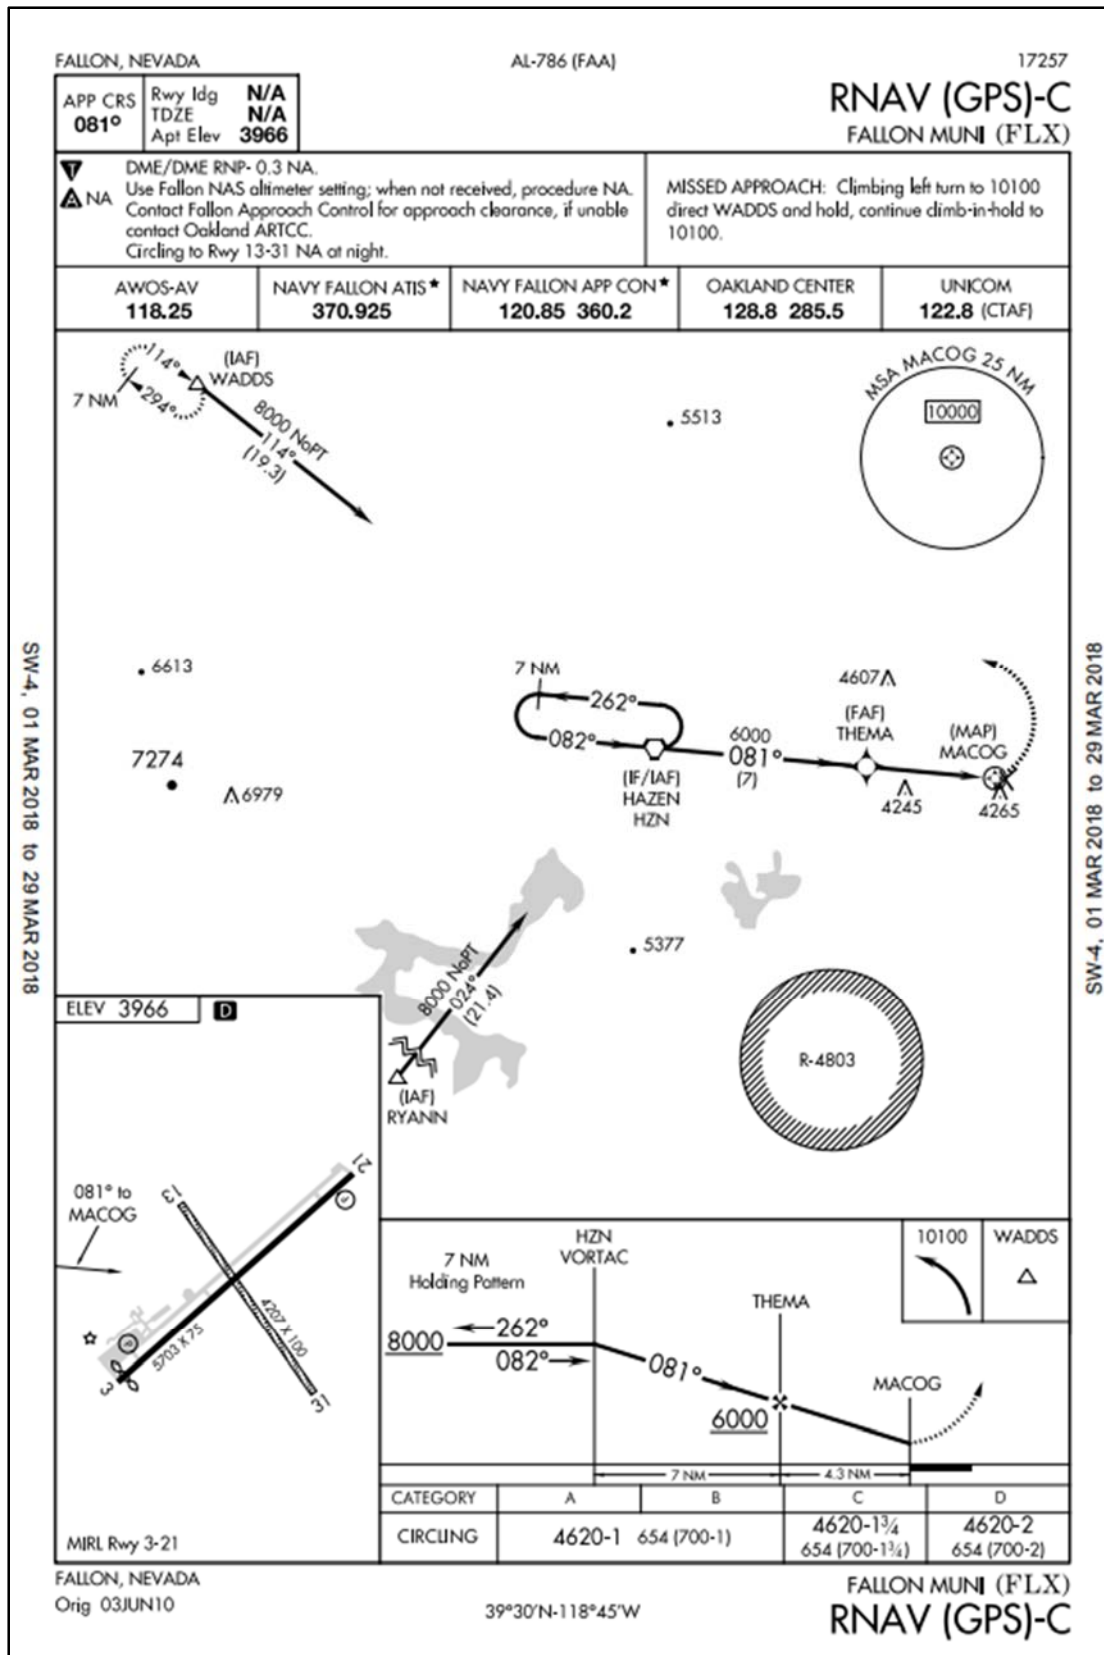 FALLON, NEVADA
AL-786 (FAA)
17257
RNAV (GPS)-C
FALLON MUNI (FLX)
APP CRS
081°
Rwy ldg N/A
TDZE N/A
Apt Elev 3966
T
A NA
DME/DME RNP- 0.3 NA.
Use Fallon NAS altimeter setting; when not received, procedure NA.
Contact Fallon Approach Control for approach clearance, if unable
contact Oakland ARTCC.
Circling to Rwy 13-31 NA at night.
MISSED APPROACH: Climbing left turn to 10100
direct WADDS and hold, continue climb-in-hold to
10100.
AWOS-AV
118.25
NAVY FALLON ATIS★
370.925
NAVY FALLON APP CON★
120.85 360.2
OAKLAND CENTER
128.8 285.5
UNICOM
122.8 (CTAF)
114°
294°
7 NM
(IAF)
WADDS
8000 NoPT
114°
(19.3)
5513
MSA MACOG 25 NM
10000
6613
7274
6979
7 NM
262°
082°
(IF/IAF)
HAZEN
HZN
6000
081°
(7)
4607
(FAF)
THEMA
(MAP)
MACOG
4245
4265
5377
8000 NoPT
024°
(21.4)
(IAF)
RYANN
R-4803
SW-4, 01 MAR 2018 to 29 MAR 2018
SW-4, 01 MAR 2018 to 29 MAR 2018
ELEV 3966
D
081° to
MACOG
13
21
P
4207 X 100
5703 X 75
P
3
31
MIRL Rwy 3-21
7 NM
Holding Pattern
HZN
VORTAC
8000
262°
082°
081°
THEMA
6000
MACOG
10100
WADDS
7 NM
4.3 NM
CATEGORY A B C D
CIRCLING
4620-1 654 (700-1)
4620-1¾
654 (700-1¾)
4620-2
654 (700-2)
FALLON, NEVADA
Orig 03JUN10
39°30'N-118°45'W
FALLON MUNI (FLX)
RNAV (GPS)-C